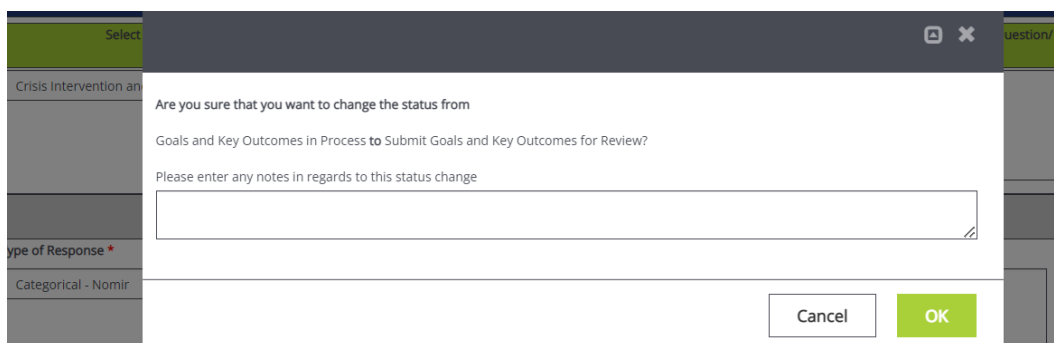 Select
uestion/
Crisis Intervention an
Are you sure that you want to change the status from
Goals and Key Outcomes in Process to Submit Goals and Key Outcomes for Review?
Please enter any notes in regards to this status change
ype of Response *
Categorical - Nomir
Cancel
OK